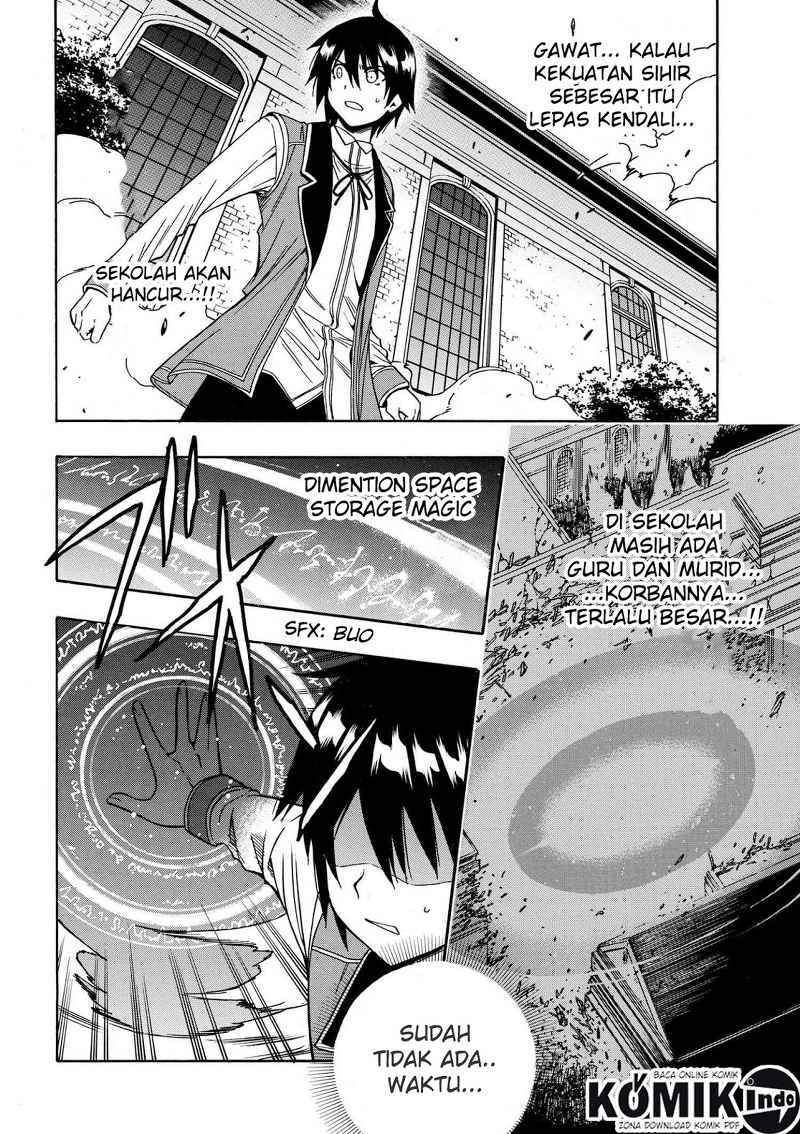 GAWAT... KALAU
KEKUATAN SIHIR
SEBESAR ITU
LEPAS KENDALI...
SEKOLAH AKAN
HANCUR...!!
DI SEKOLAH
MASIH ADA
GURU DAN MURID...
...KORBANNYA...
TERLALU BESAR...!!
DIMENTION SPACE
STORAGE MAGIC
SFX: BUO
SUDAH
TIDAK ADA..
WAKTU...
BACA ONLINE KOMIK
KOMIK indo
ZONA DOWNLOAD KOMIK PDF